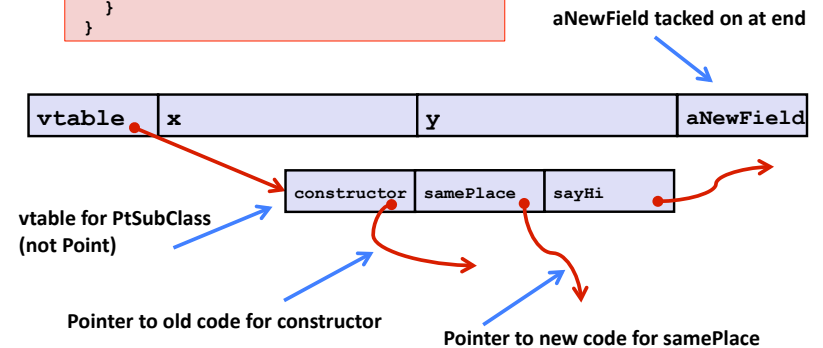 }
}
aNewField tacked on at end
vtable x y aNewField
constructor samePlace sayHi
vtable for PtSubClass
(not Point)
Pointer to old code for constructor
Pointer to new code for samePlace